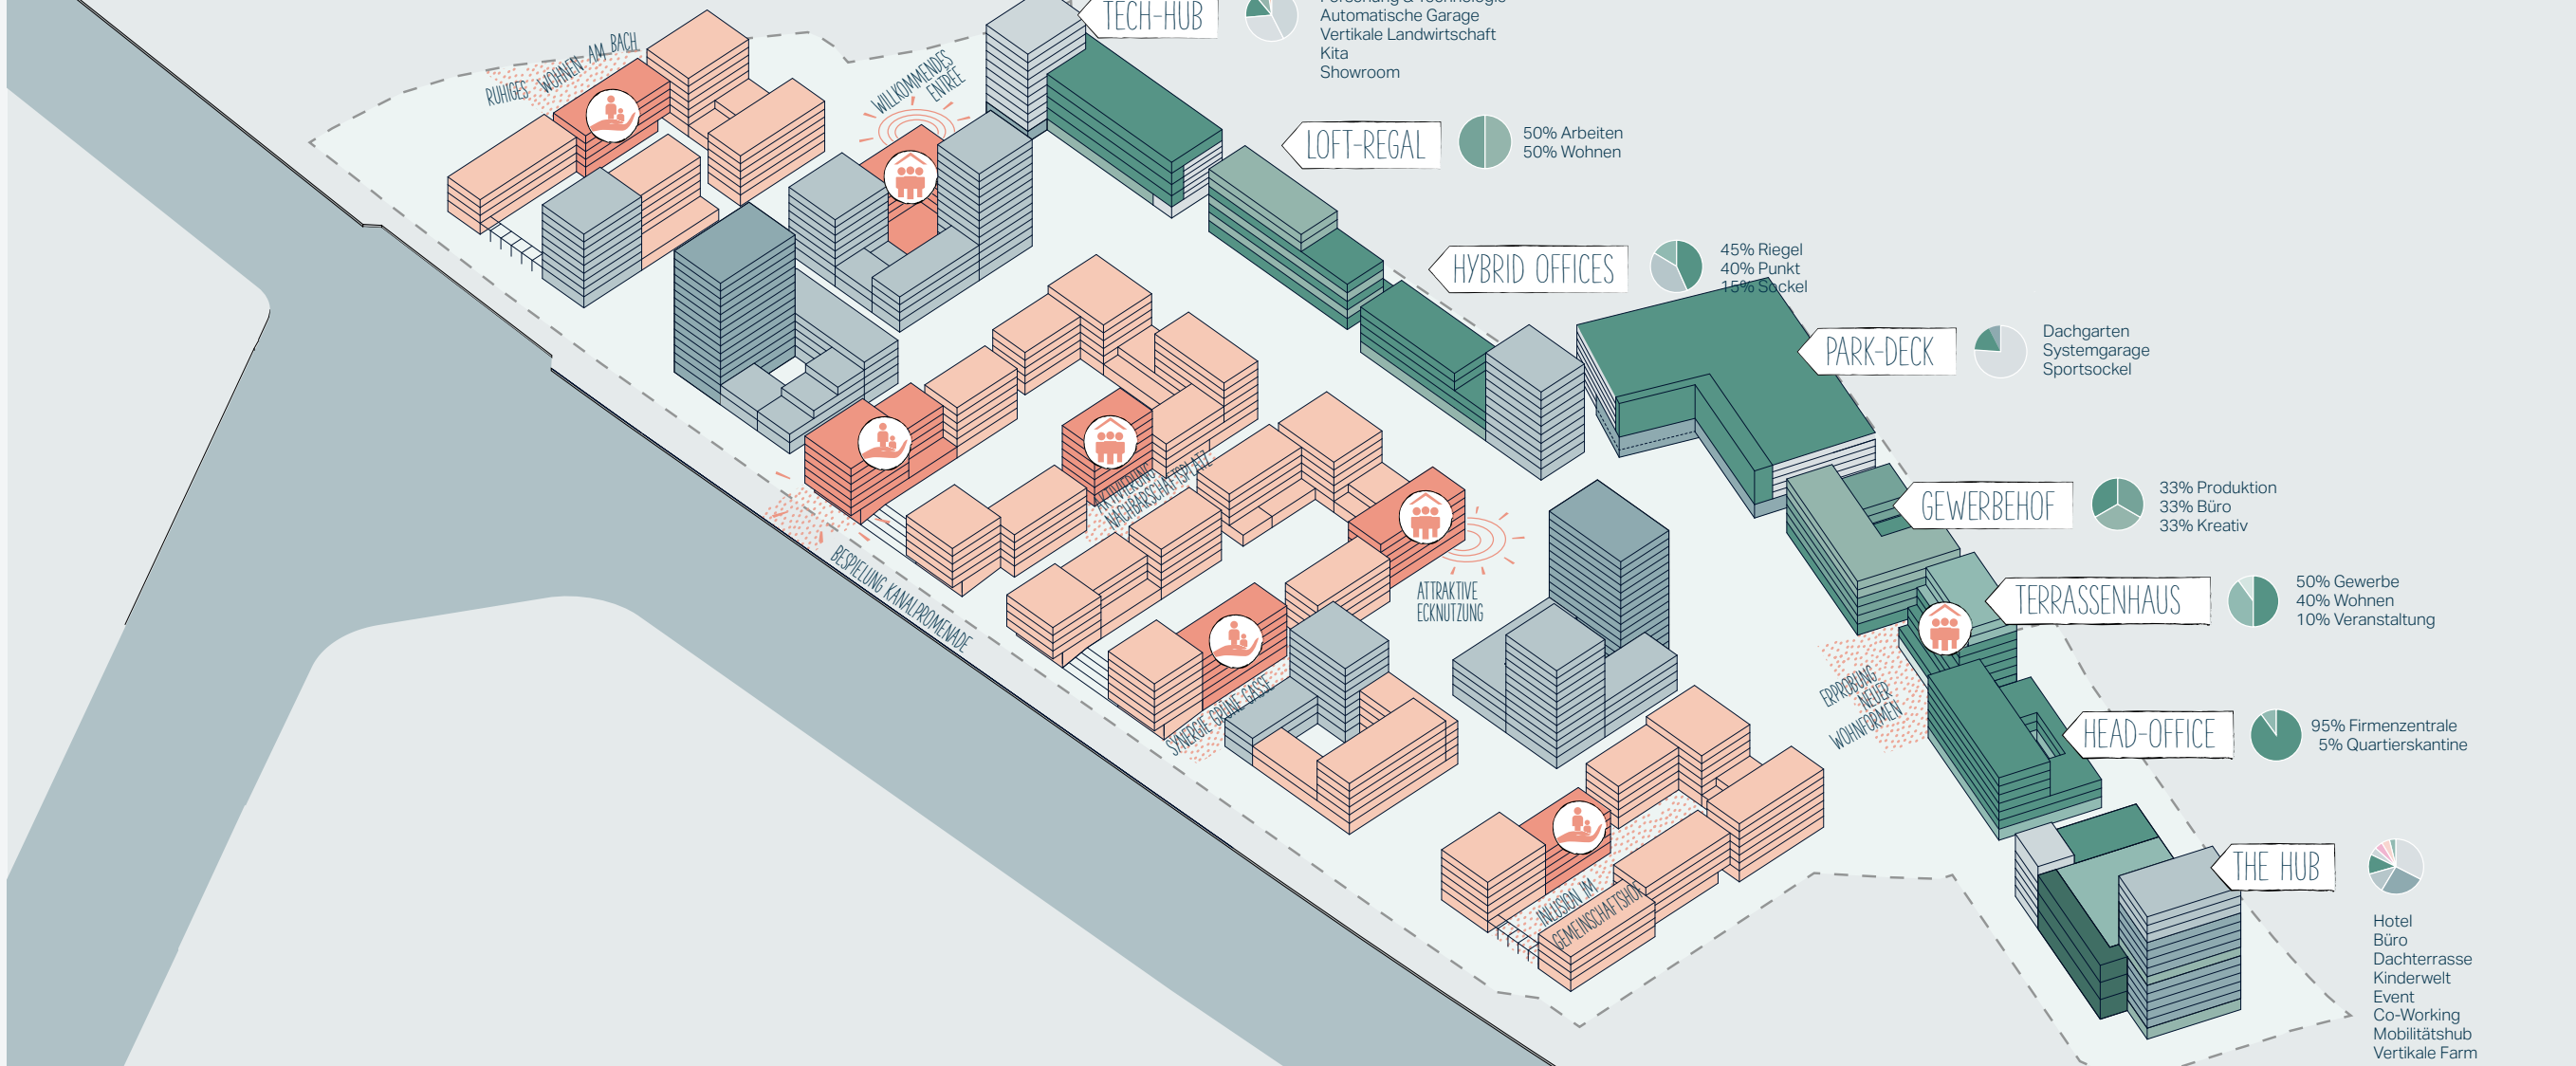 TECH-HUB
Automatische Garage
Vertikale Landwirtschaft
Kita
Showroom
RUHIGES WOHNEN AM BACH
WILLKOMMENDES
ENTRÉE
LOFT-REGAL
50% Arbeiten
50% Wohnen
HYBRID OFFICES
45% Riegel
40% Punkt
15% Sockel
PARK-DECK
Dachgarten
Systemgarage
Sportsockel
AKTIVIERUNG
NACHBARSCHAFTSPLATZ
GEWERBEHOF
33% Produktion
33% Büro
33% Kreativ
BESPIELUNG KANALPROMENADE
ATTRAKTIVE
ECKNUTZUNG
TERRASSENHAUS
50% Gewerbe
40% Wohnen
10% Veranstaltung
SYNERGIE GRÜNE GASSE
ERPROBUNG
NEUER
WOHNFORMEN
HEAD-OFFICE
95% Firmenzentrale
5% Quartierskantine
INLUSION IM
GEMEINSCHAFTSHOF
THE HUB
Hotel
Büro
Dachterrasse
Kinderwelt
Event
Co-Working
Mobilitätshub
Vertikale Farm